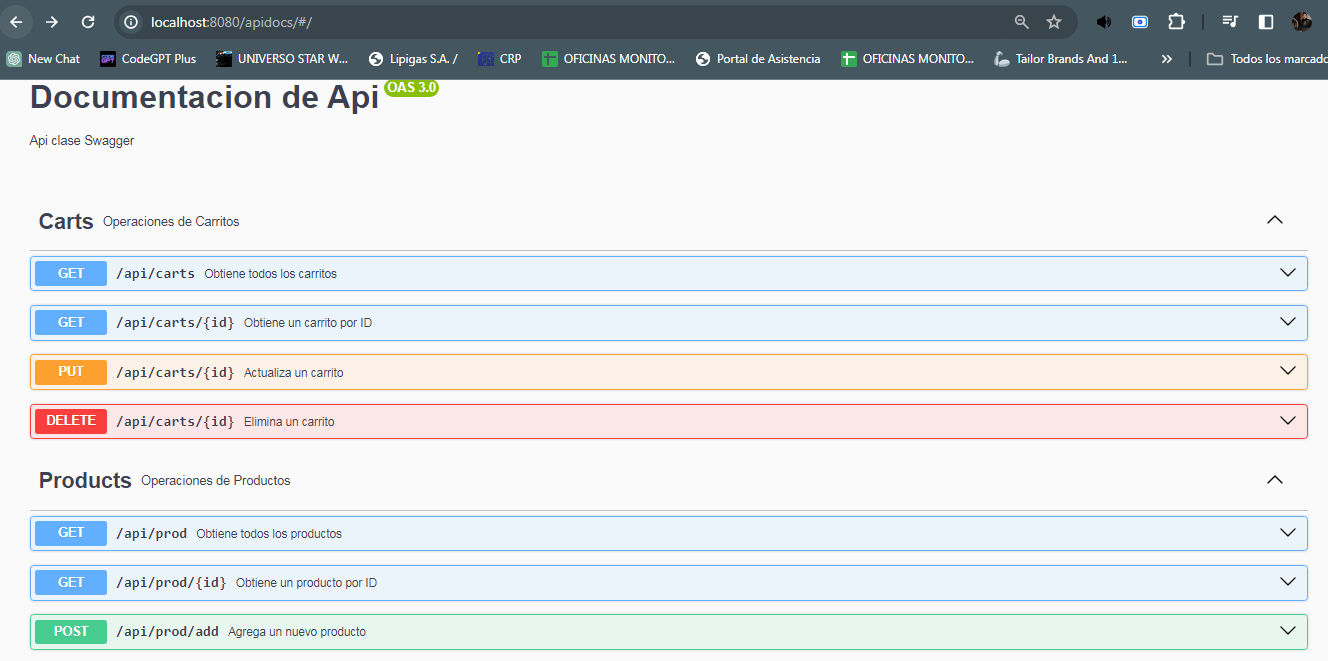 localhost:8080/apidocs/#/
New Chat CodeGPT Plus UNIVERSO STAR W... Lipigas S.A. / CRP OFICINAS MONITO... Portal de Asistencia OFICINAS MONITO... Tailor Brands And 1... » Todos los marcado
Documentacion de Api OAS 3.0
Api clase Swagger
Carts Operaciones de Carritos
GET /api/carts Obtiene todos los carritos
GET /api/carts/{id} Obtiene un carrito por ID
PUT /api/carts/{id} Actualiza un carrito
DELETE /api/carts/{id} Elimina un carrito
Products Operaciones de Productos
GET /api/prod Obtiene todos los productos
GET /api/prod/{id} Obtiene un producto por ID
POST /api/prod/add Agrega un nuevo producto